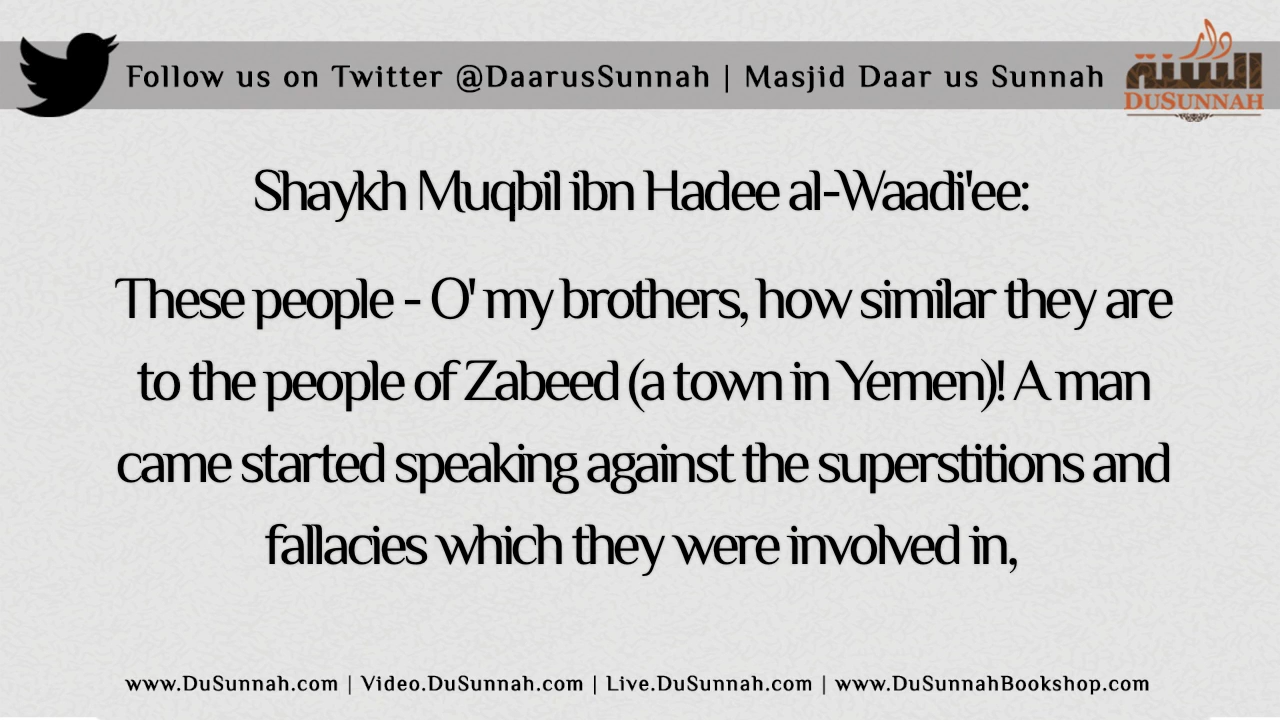 Follow us on Twitter @DaarusSunnah | Masjid Daar us Sunnah
دار
السنة
DUSUNNAH
Shaykh Muqbil ibn Hadee al-Waadi'ee:
These people - O' my brothers, how similar they are
to the people of Zabeed (a town in Yemen)! A man
came started speaking against the superstitions and
fallacies which they were involved in,
www.DuSunnah.com | Video.DuSunnah.com | Live.DuSunnah.com | www.DuSunnahBookshop.com